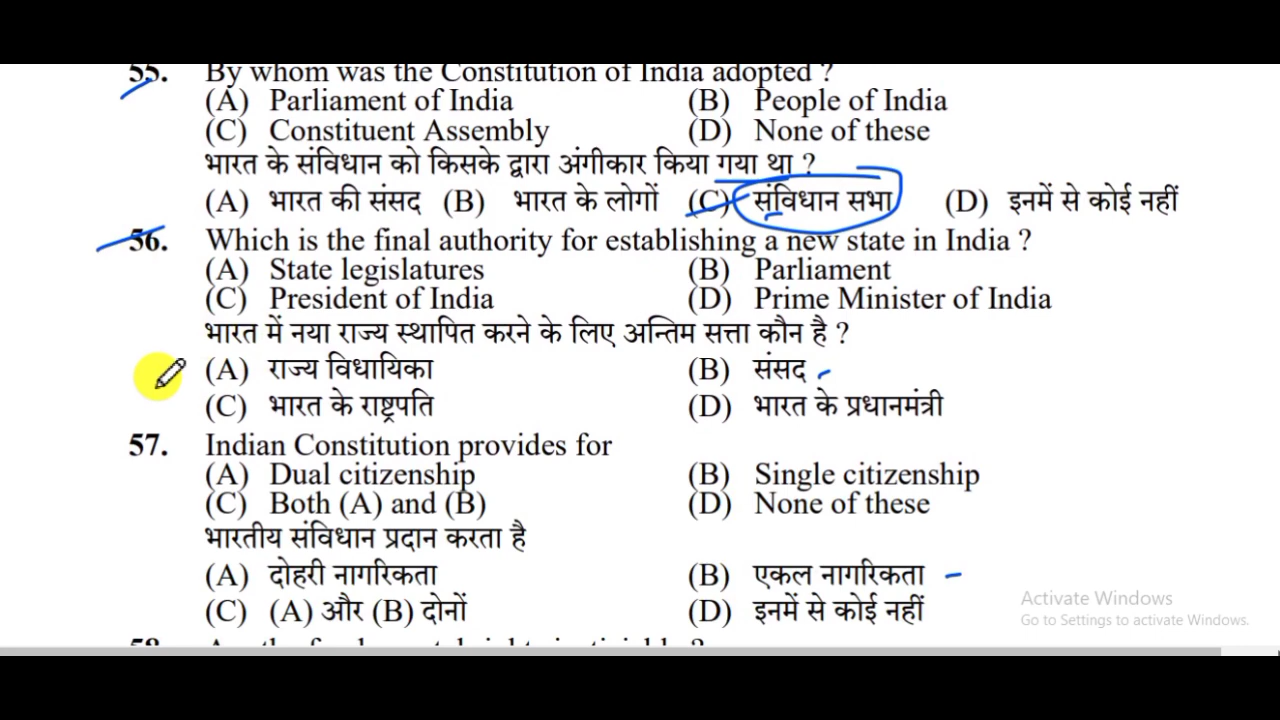 55. By whom was the Constitution of India adopted ?
(A) Parliament of India (B) People of India
(C) Constituent Assembly (D) None of these
भारत के संविधान को किसके द्वारा अंगीकार किया गया था ?
(A) भारत की संसद (B) भारत के लोगों (C) संविधान सभा (D) इनमें से कोई नहीं
56. Which is the final authority for establishing a new state in India ?
(A) State legislatures (B) Parliament
(C) President of India (D) Prime Minister of India
भारत में नया राज्य स्थापित करने के लिए अन्तिम सत्ता कौन है ?
(A) राज्य विधायिका (B) संसद
(C) भारत के राष्ट्रपति (D) भारत के प्रधानमंत्री
57. Indian Constitution provides for
(A) Dual citizenship (B) Single citizenship
(C) Both (A) and (B) (D) None of these
भारतीय संविधान प्रदान करता है
(A) दोहरी नागरिकता (B) एकल नागरिकता
(C) (A) और (B) दोनों (D) इनमें से कोई नहीं
Activate Windows
Go to Settings to activate Windows.